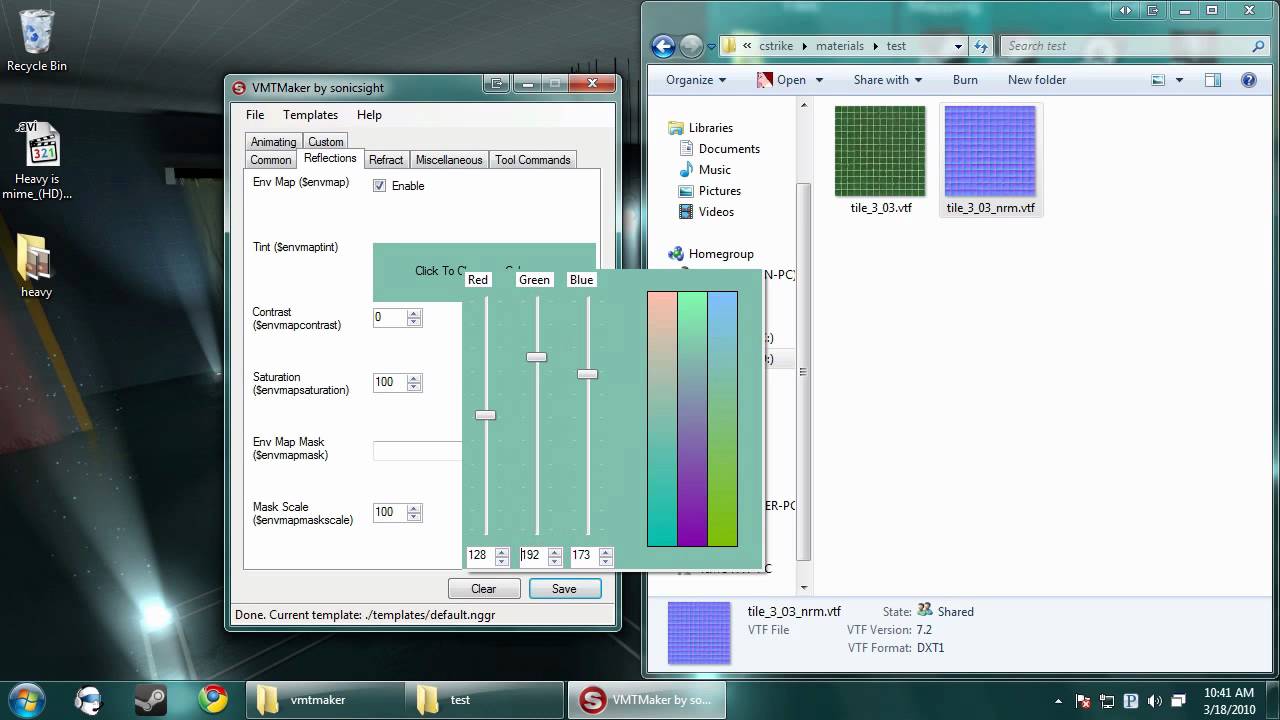 Recycle Bin
.avi
321
Heavy is
mime_(HD)...
heavy
VMTMaker by sonicsight
File Templates Help
Animating Custom
Common Reflections Refract Miscellaneous Tool Commands
Env Map ($envmap)
Enable
Tint ($envmaptint)
Click To
Red Green Blue
Contrast
($envmapcontrast)
0
Saturation
($envmapsaturation)
100
Env Map Mask
($envmapmask)
Mask Scale
($envmapmaskscale)
100
128 192 173
Clear Save
Done. Current template: ./templates/default.nggr
« cstrike materials test
Search test
Organize Open Share with Burn New folder
Libraries
Documents
Music
Pictures
Videos
Homegroup
N-PC)
:)
:)
ER-PC
tile_3_03.vtf
tile_3_03_nrm.vtf
tile_3_03_nrm.vtf State: Shared
VTF File VTF Version: 7.2
VTF Format: DXT1
vmtmaker
test
VMTMaker by so...
10:41 AM
3/18/2010